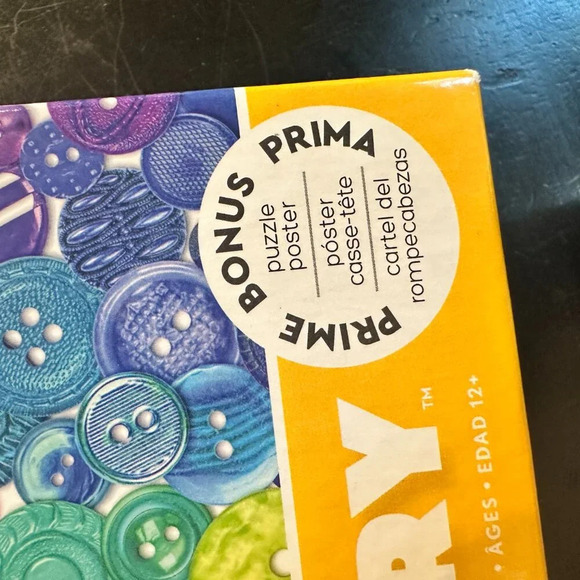 BONUS
PRIMA
PRIME
puzzle
poster
póster
casse-tête
cartel del
rompecabezas
RY™
• ÂGES • EDAD 12+